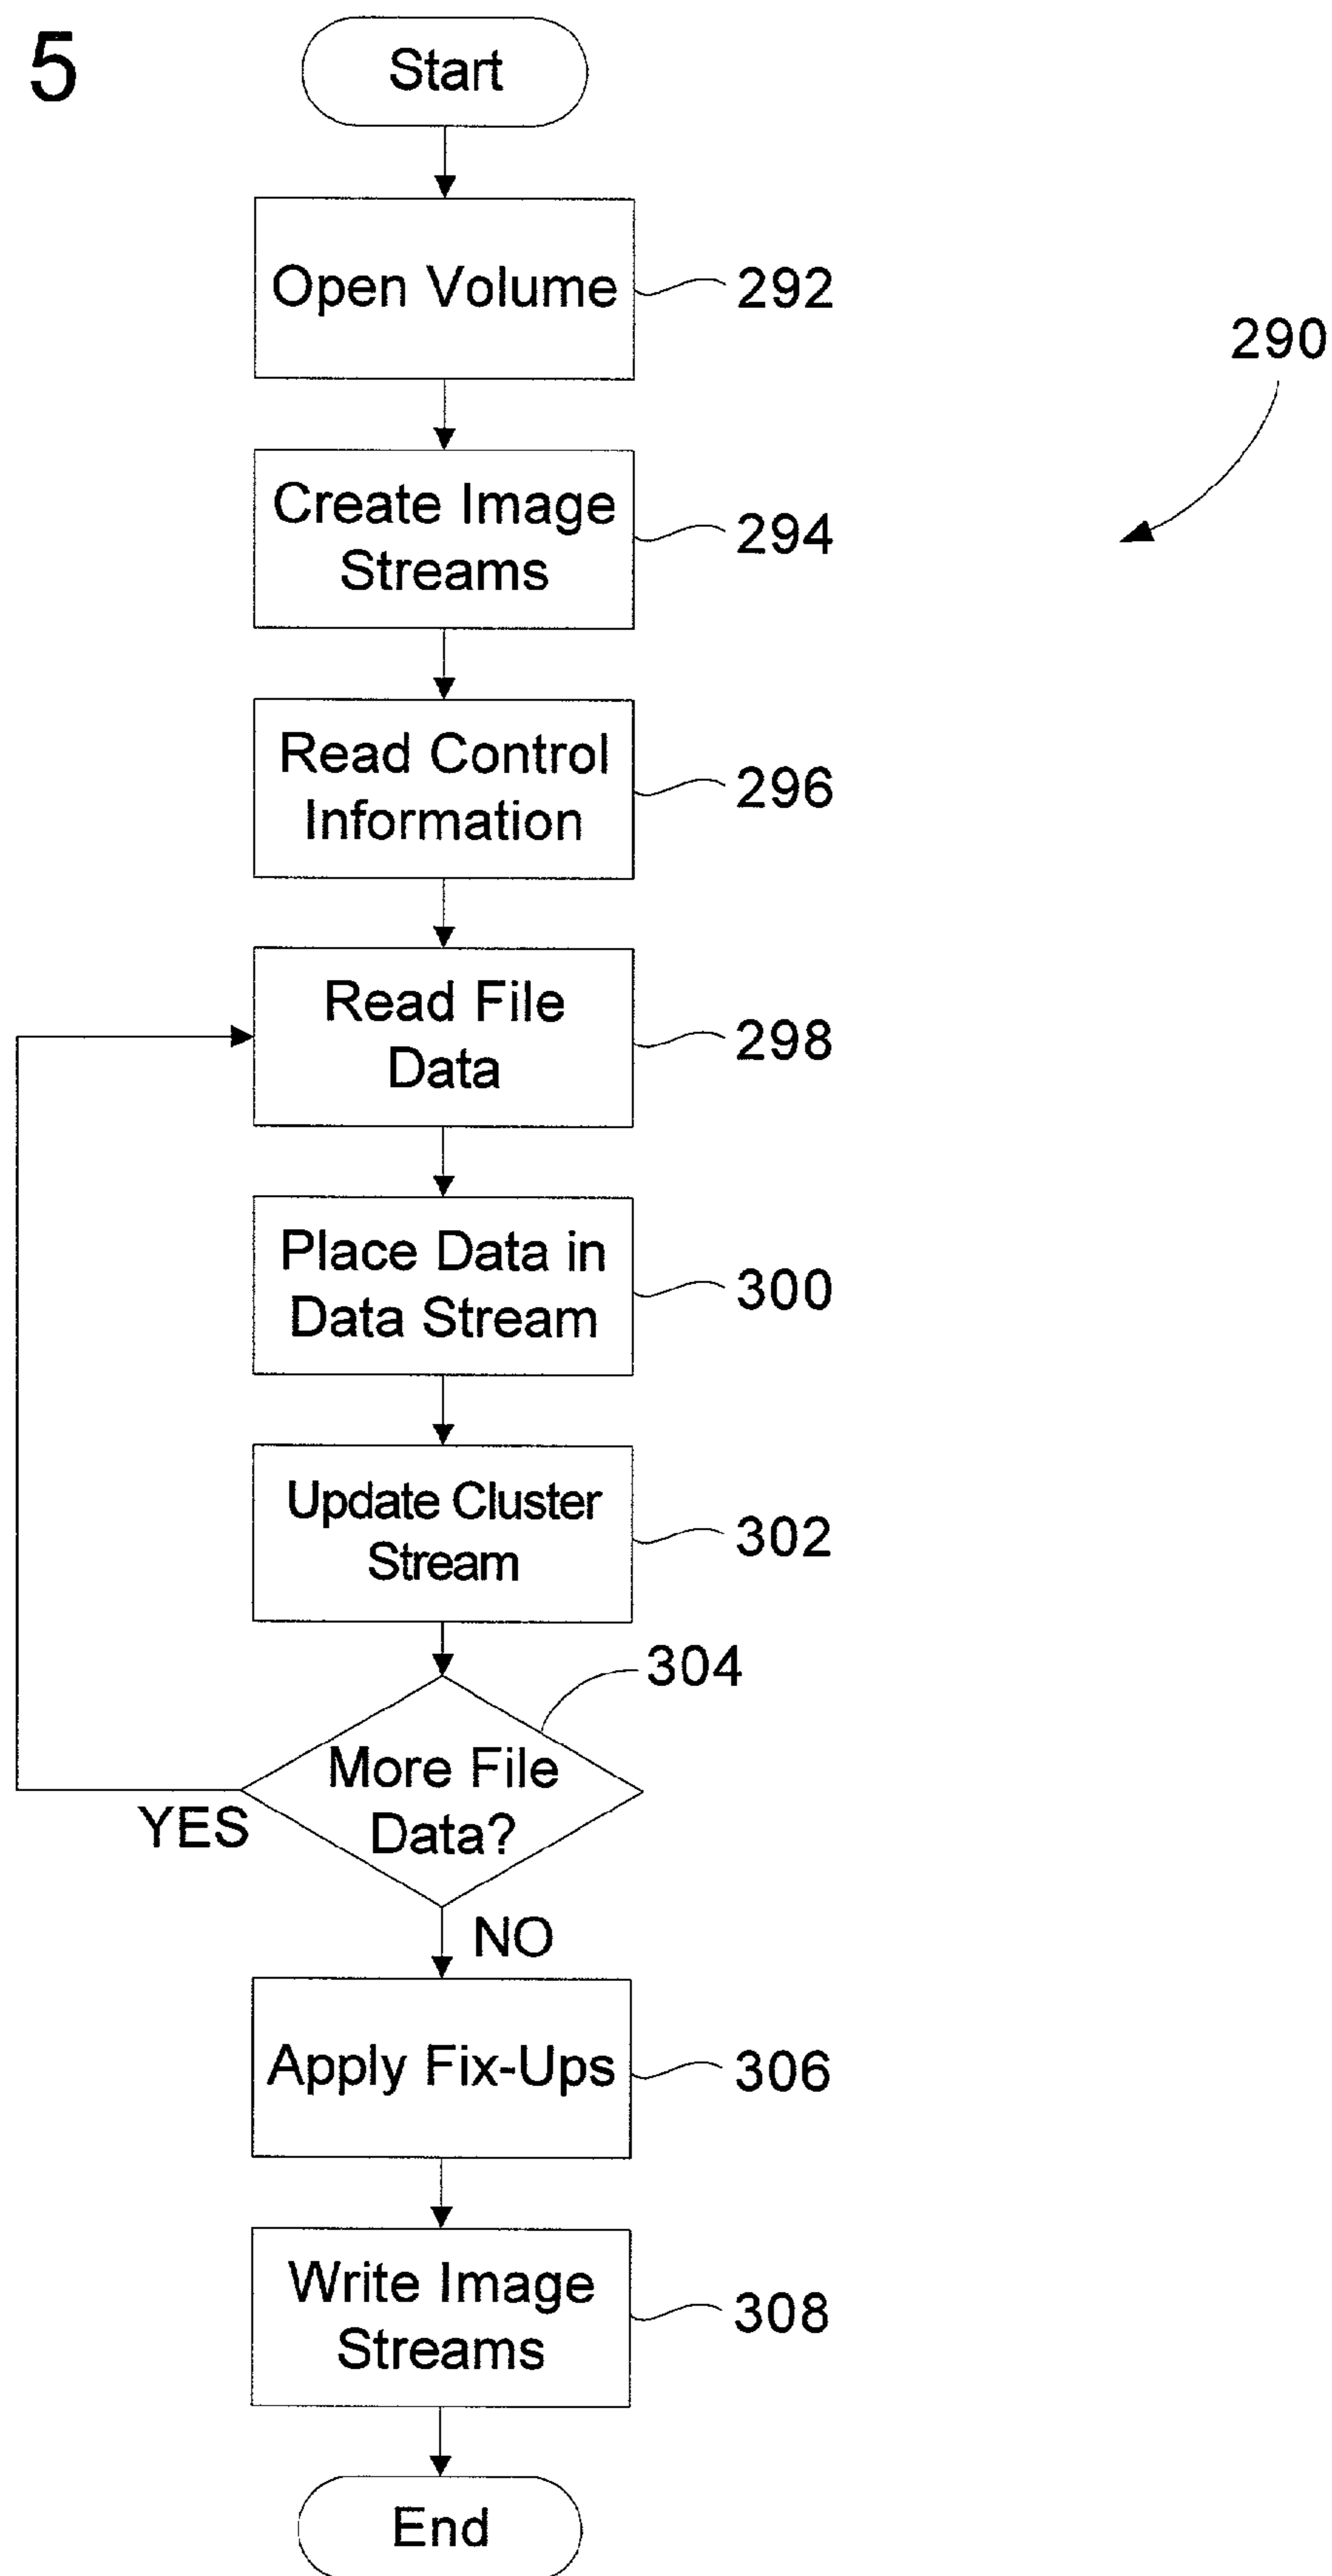 5
Start
Open Volume
292
290
Create Image
Streams
294
Read Control
Information
296
Read File
Data
298
Place Data in
Data Stream
300
Update Cluster
Stream
302
304
More File
Data?
YES
NO
Apply Fix-Ups
306
Write Image
Streams
308
End